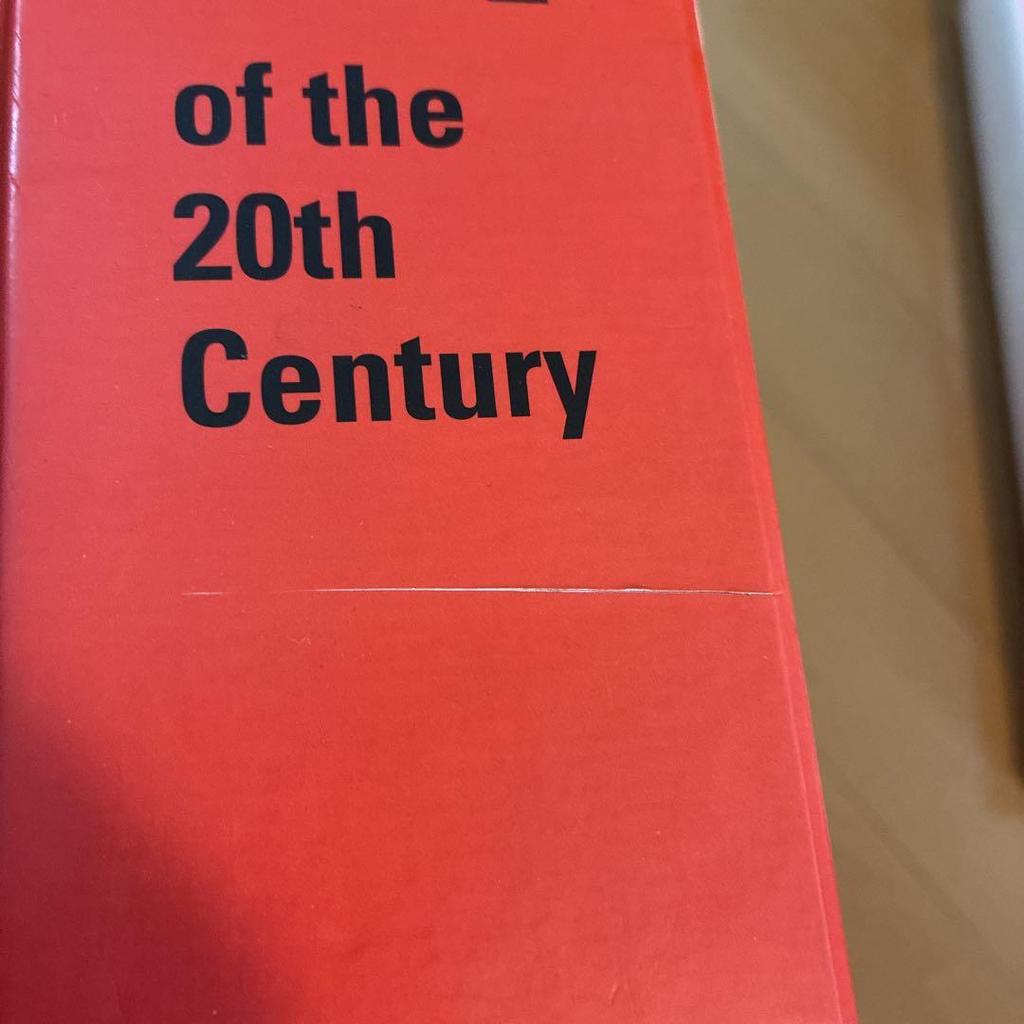 of the
20th
Century